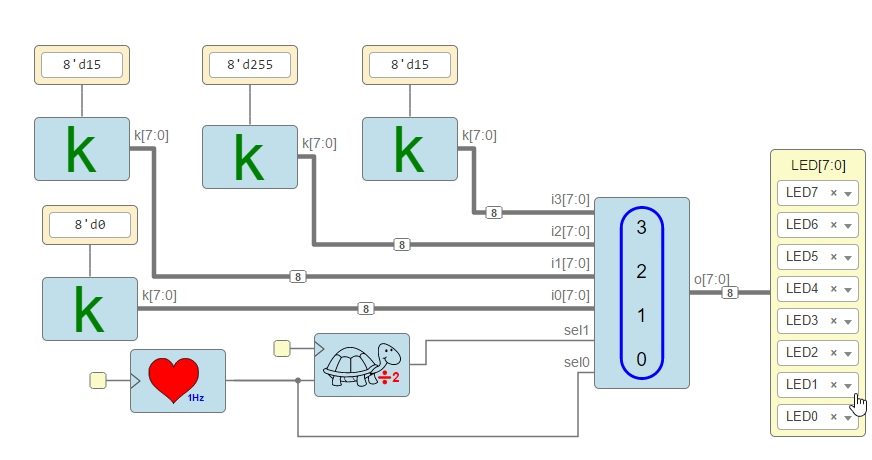 8'd15
8'd255
8'd15
k
k[7:0]
k
k[7:0]
k
k[7:0]
8'd0
k
k[7:0]
i3[7:0]
8
i2[7:0]
8
i1[7:0]
8
i0[7:0]
8
sel1
sel0
3
2
1
0
o[7:0]
8
1Hz
÷2
LED[7:0]
LED7 ×
LED6 ×
LED5 ×
LED4 ×
LED3 ×
LED2 ×
LED1 ×
LED0 ×